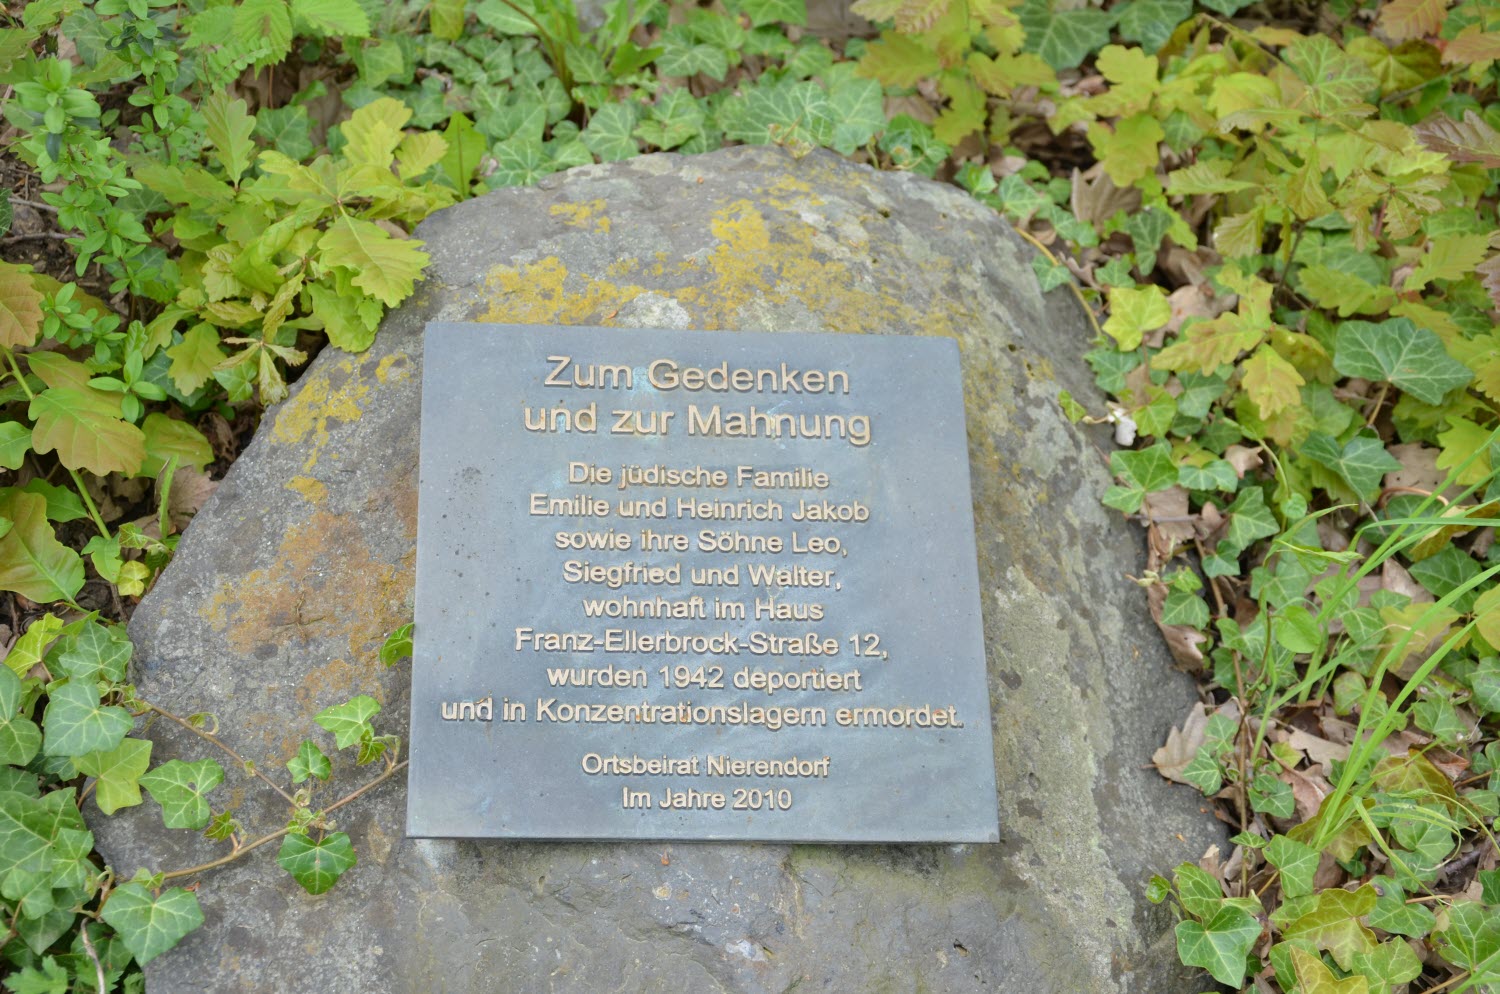 Zum Gedenken
und zur Mahnung
Die jüdische Familie
Emilie und Heinrich Jakob
sowie ihre Söhne Leo,
Siegfried und Walter,
wohnhaft im Haus
Franz-Ellerbrock-Straße 12,
wurden 1942 deportiert
und in Konzentrationslagern ermordet.
Ortsbeirat Nierendorf
Im Jahre 2010